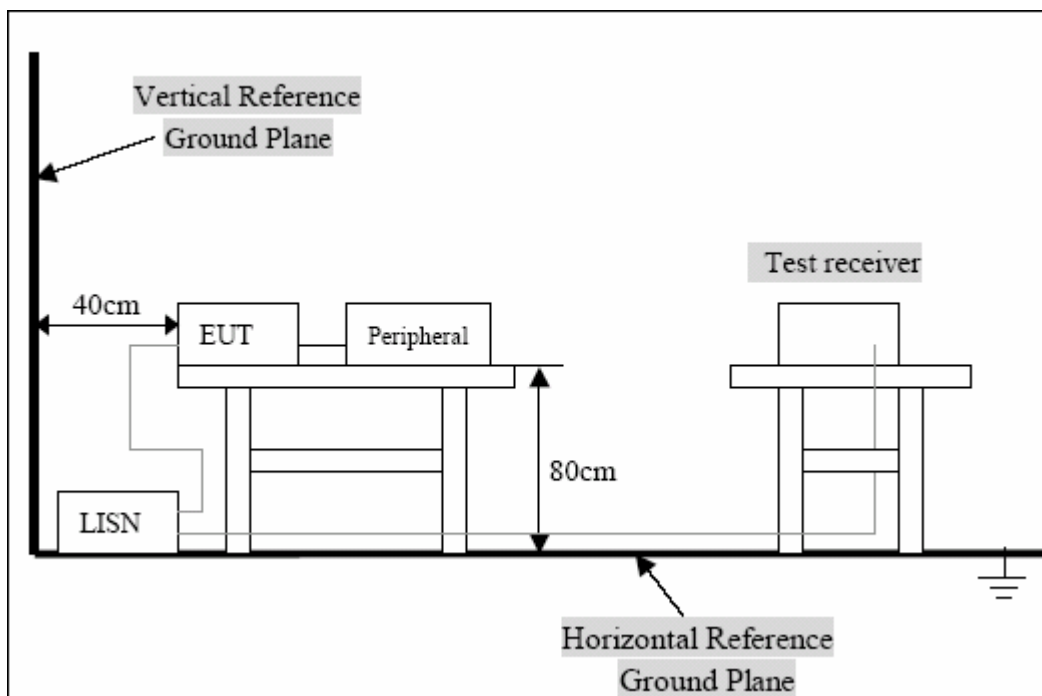 Vertical Reference
Ground Plane
Test receiver
40cm
EUT
Peripheral
80cm
LISN
Horizontal Reference
Ground Plane